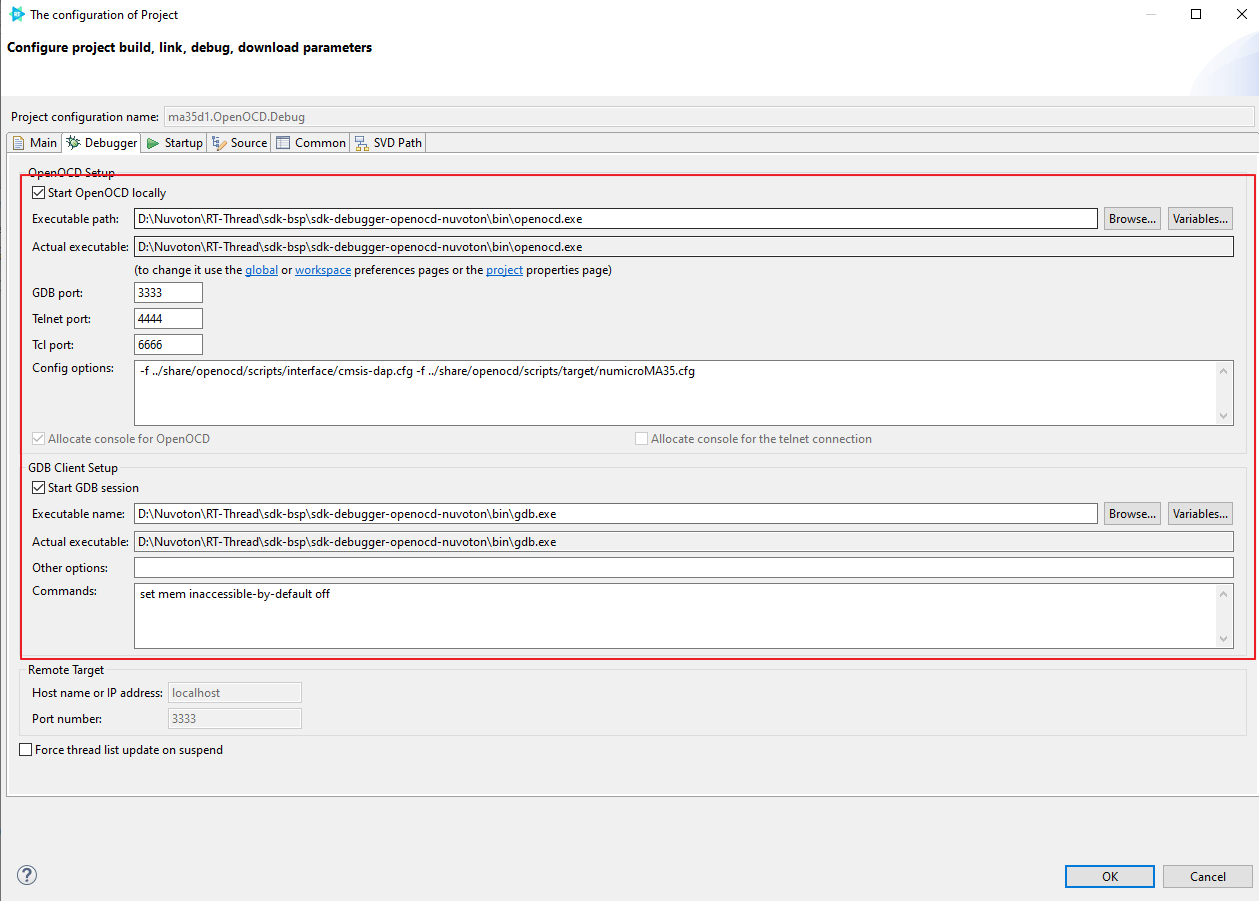 The configuration of Project
Configure project build, link, debug, download parameters
Project configuration name: ma35d1.OpenOCD.Debug
Main Debugger Startup Source Common SVD Path
OpenOCD Setup
Start OpenOCD locally
Executable path: D:\Nuvoton\RT-Thread\sdk-bsp\sdk-debugger-openocd-nuvoton\bin\openocd.exe Browse... Variables...
Actual executable: D:\Nuvoton\RT-Thread\sdk-bsp\sdk-debugger-openocd-nuvoton\bin\openocd.exe
(to change it use the global or workspace preferences pages or the project properties page)
GDB port: 3333
Telnet port: 4444
Tcl port: 6666
Config options: -f ../share/openocd/scripts/interface/cmsis-dap.cfg -f ../share/openocd/scripts/target/numicroMA35.cfg
Allocate console for OpenOCD Allocate console for the telnet connection
GDB Client Setup
Start GDB session
Executable name: D:\Nuvoton\RT-Thread\sdk-bsp\sdk-debugger-openocd-nuvoton\bin\gdb.exe Browse... Variables...
Actual executable: D:\Nuvoton\RT-Thread\sdk-bsp\sdk-debugger-openocd-nuvoton\bin\gdb.exe
Other options:
Commands: set mem inaccessible-by-default off
Remote Target
Host name or IP address: localhost
Port number: 3333
Force thread list update on suspend
? OK Cancel